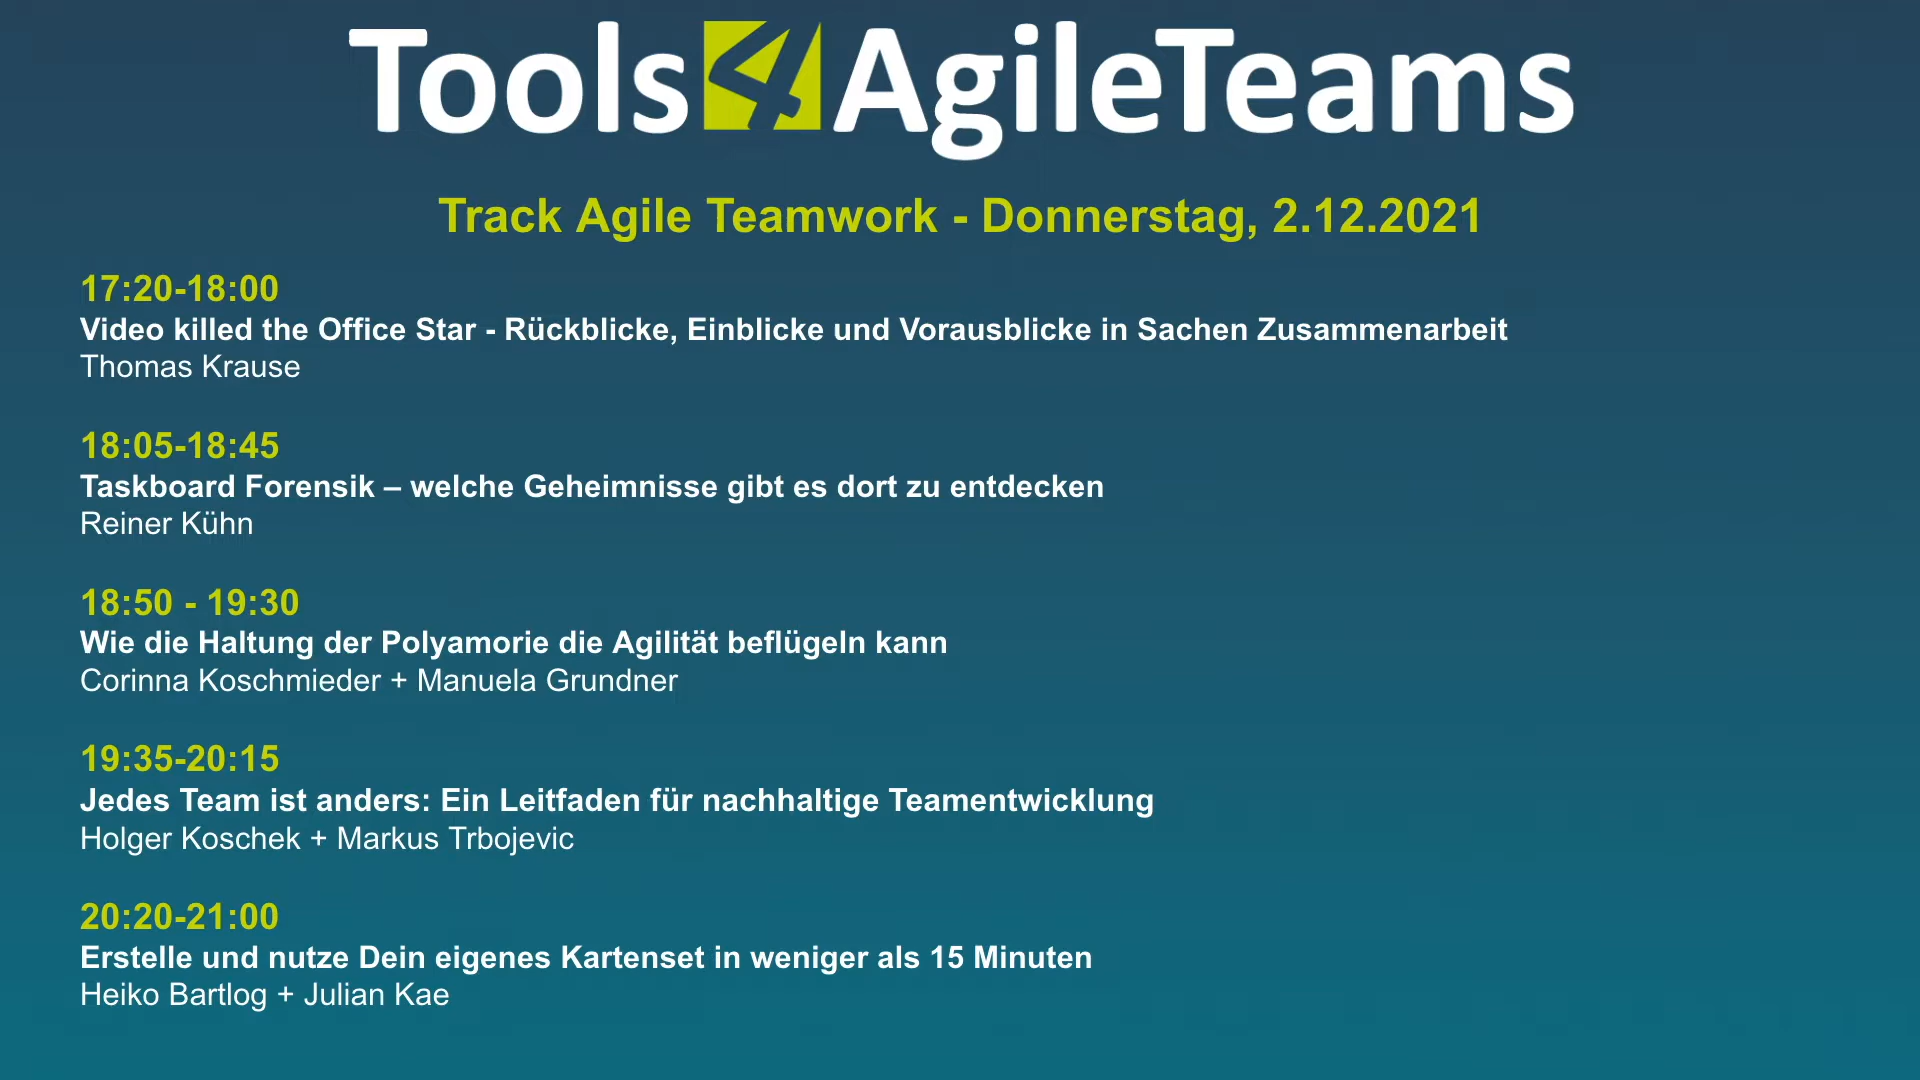 Tools4AgileTeams
Track Agile Teamwork - Donnerstag, 2.12.2021
17:20-18:00
Video killed the Office Star - Rückblicke, Einblicke und Vorausblicke in Sachen Zusammenarbeit
Thomas Krause
18:05-18:45
Taskboard Forensik – welche Geheimnisse gibt es dort zu entdecken
Reiner Kühn
18:50 - 19:30
Wie die Haltung der Polyamorie die Agilität beflügeln kann
Corinna Koschmieder + Manuela Grundner
19:35-20:15
Jedes Team ist anders: Ein Leitfaden für nachhaltige Teamentwicklung
Holger Koschek + Markus Trbojevic
20:20-21:00
Erstelle und nutze Dein eigenes Kartenset in weniger als 15 Minuten
Heiko Bartlog + Julian Kae